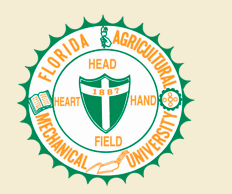 FLORIDA AGRICULTURAL
MECHANICAL UNIVERSITY
HEAD
HEART
1887
HAND
FIELD